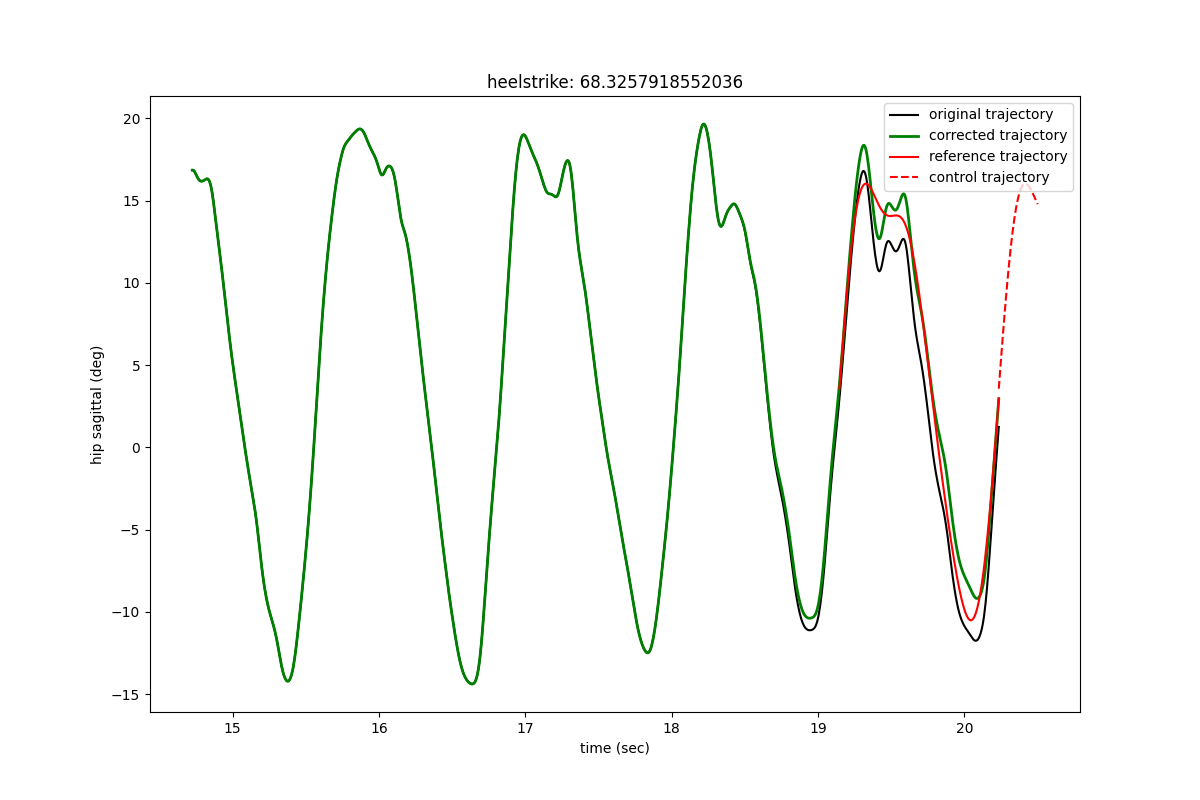 heelstrike: 68.3257918552036
original trajectory
corrected trajectory
reference trajectory
control trajectory
20
15
10
5
0
−5
−10
−15
hip sagittal (deg)
15 16 17 18 19 20
time (sec)